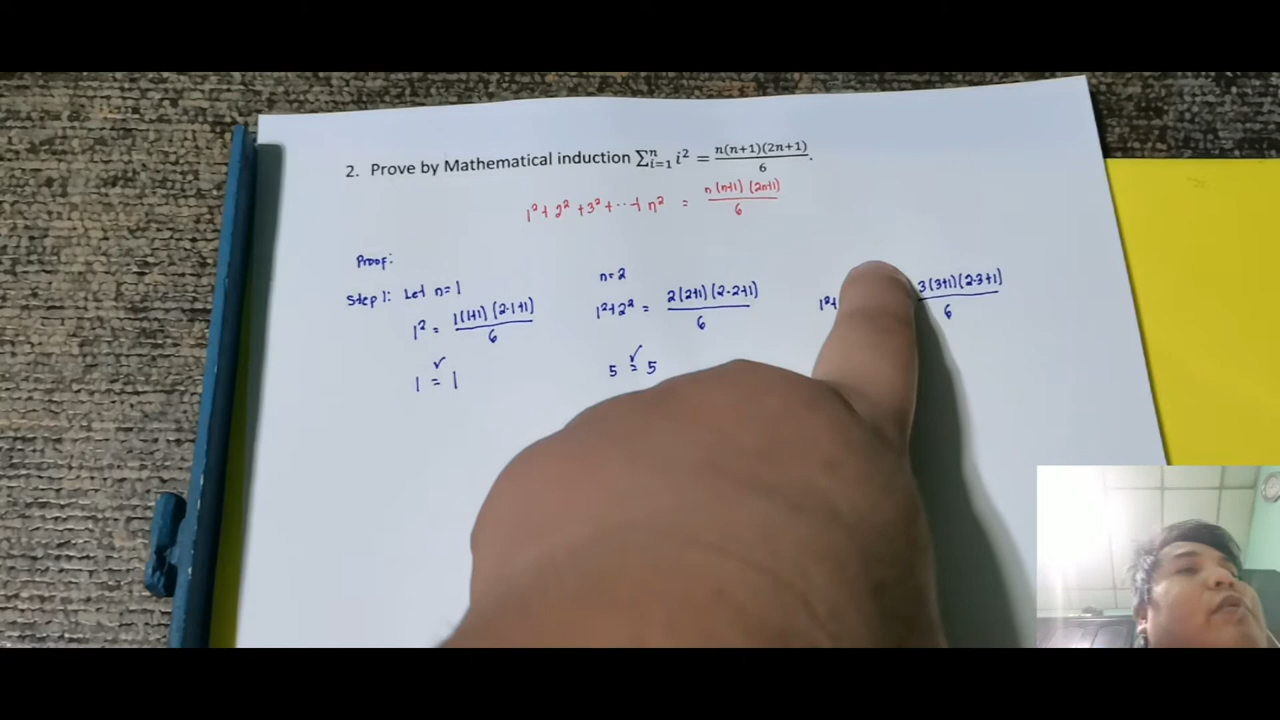 2. Prove by Mathematical induction ∑ⁿᵢ₌₁ i² = n(n+1)(2n+1)/6.
1² + 2² + 3² + ··· + n² = n(n+1)(2n+1)/6
Proof:
Step 1: Let n=1
1² = 1(1+1)(2·1+1)/6
1 = 1 ✓
n=2
1²+2² = 2(2+1)(2·2+1)/6
5 = 5 ✓
1²+ 3(3+1)(2·3+1)/6